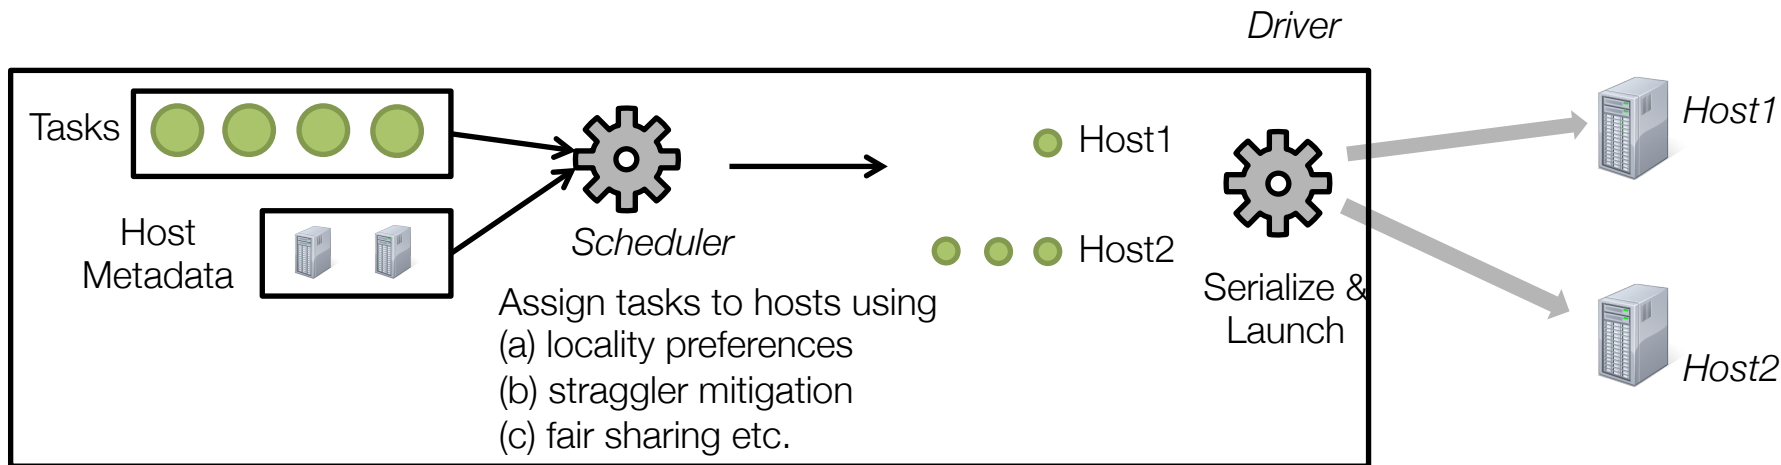 Driver
Tasks
Host
Metadata
Scheduler
Assign tasks to hosts using
(a) locality preferences
(b) straggler mitigation
(c) fair sharing etc.
Host1
Host2
Serialize &
Launch
Host1
Host2